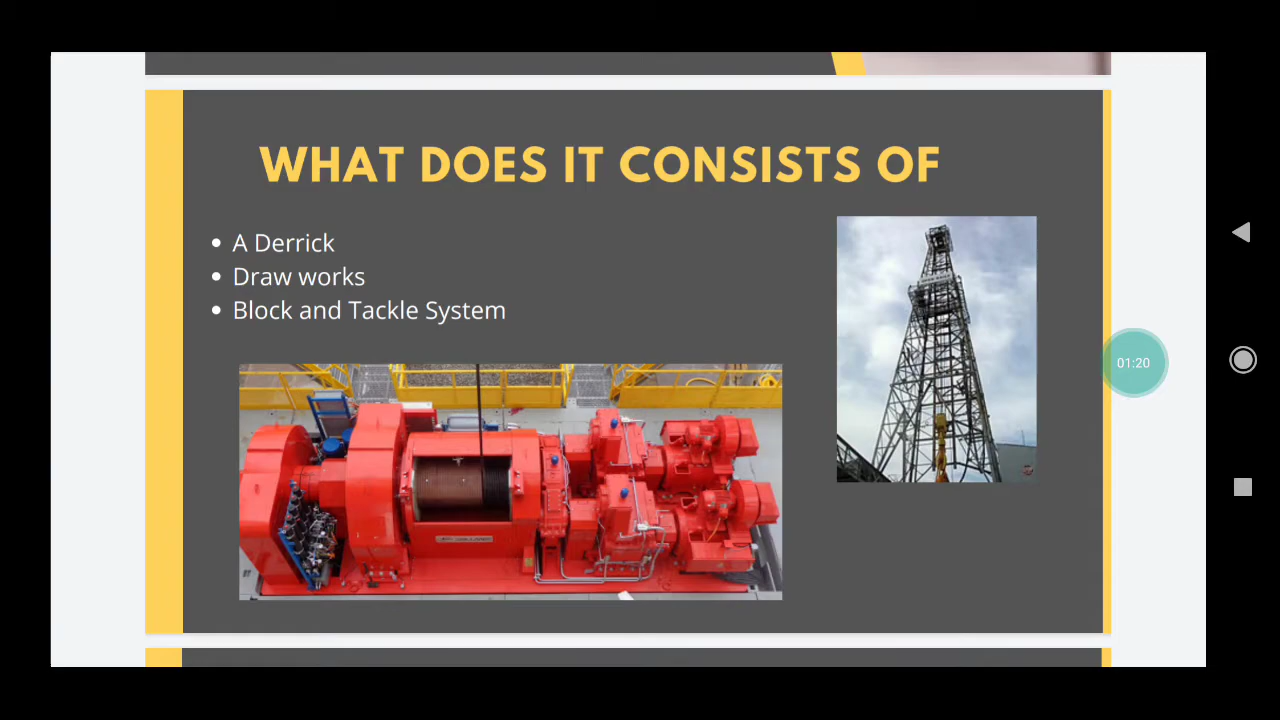 WHAT DOES IT CONSISTS OF
A Derrick
Draw works
Block and Tackle System
01:20